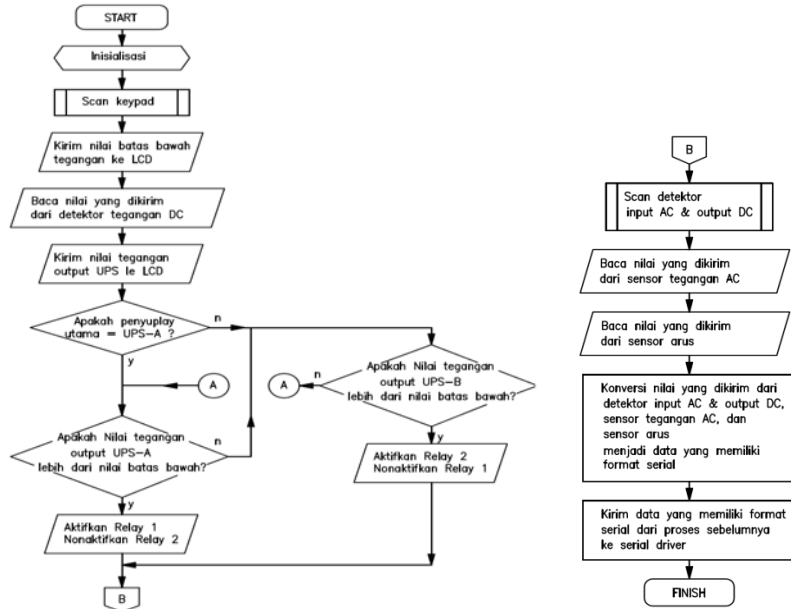 START
Inisialisasi
Scan keypad
Kirim nilai batas bawah
tegangan ke LCD
Baca nilai yang dikirim
dari detektor tegangan DC
Kirim nilai tegangan
output UPS le LCD
Apakah penyuplay
utama = UPS-A ?
n
y
A
Apakah Nilai tegangan
output UPS-A
lebih dari nilai batas bawah?
n
y
Aktifkan Relay 1
Nonaktifkan Relay 2
B
A
n
Apakah Nilai tegangan
output UPS-B
lebih dari nilai batas bawah?
y
Aktifkan Relay 2
Nonaktifkan Relay 1
B
Scan detektor
input AC & output DC
Baca nilai yang dikirim
dari sensor tegangan AC
Baca nilai yang dikirim
dari sensor arus
Konversi nilai yang dikirim dari
detektor input AC & output DC,
sensor tegangan AC, dan
sensor arus
menjadi data yang memiliki
format serial
Kirim data yang memiliki format
serial dari proses sebelumnya
ke serial driver
FINISH